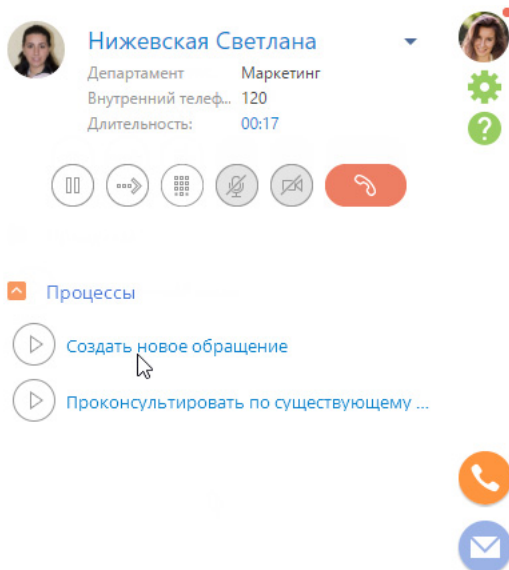 Нижевская Светлана
Департамент Маркетинг
Внутренний телеф... 120
Длительность: 00:17
Процессы
Создать новое обращение
Проконсультировать по существующему ...